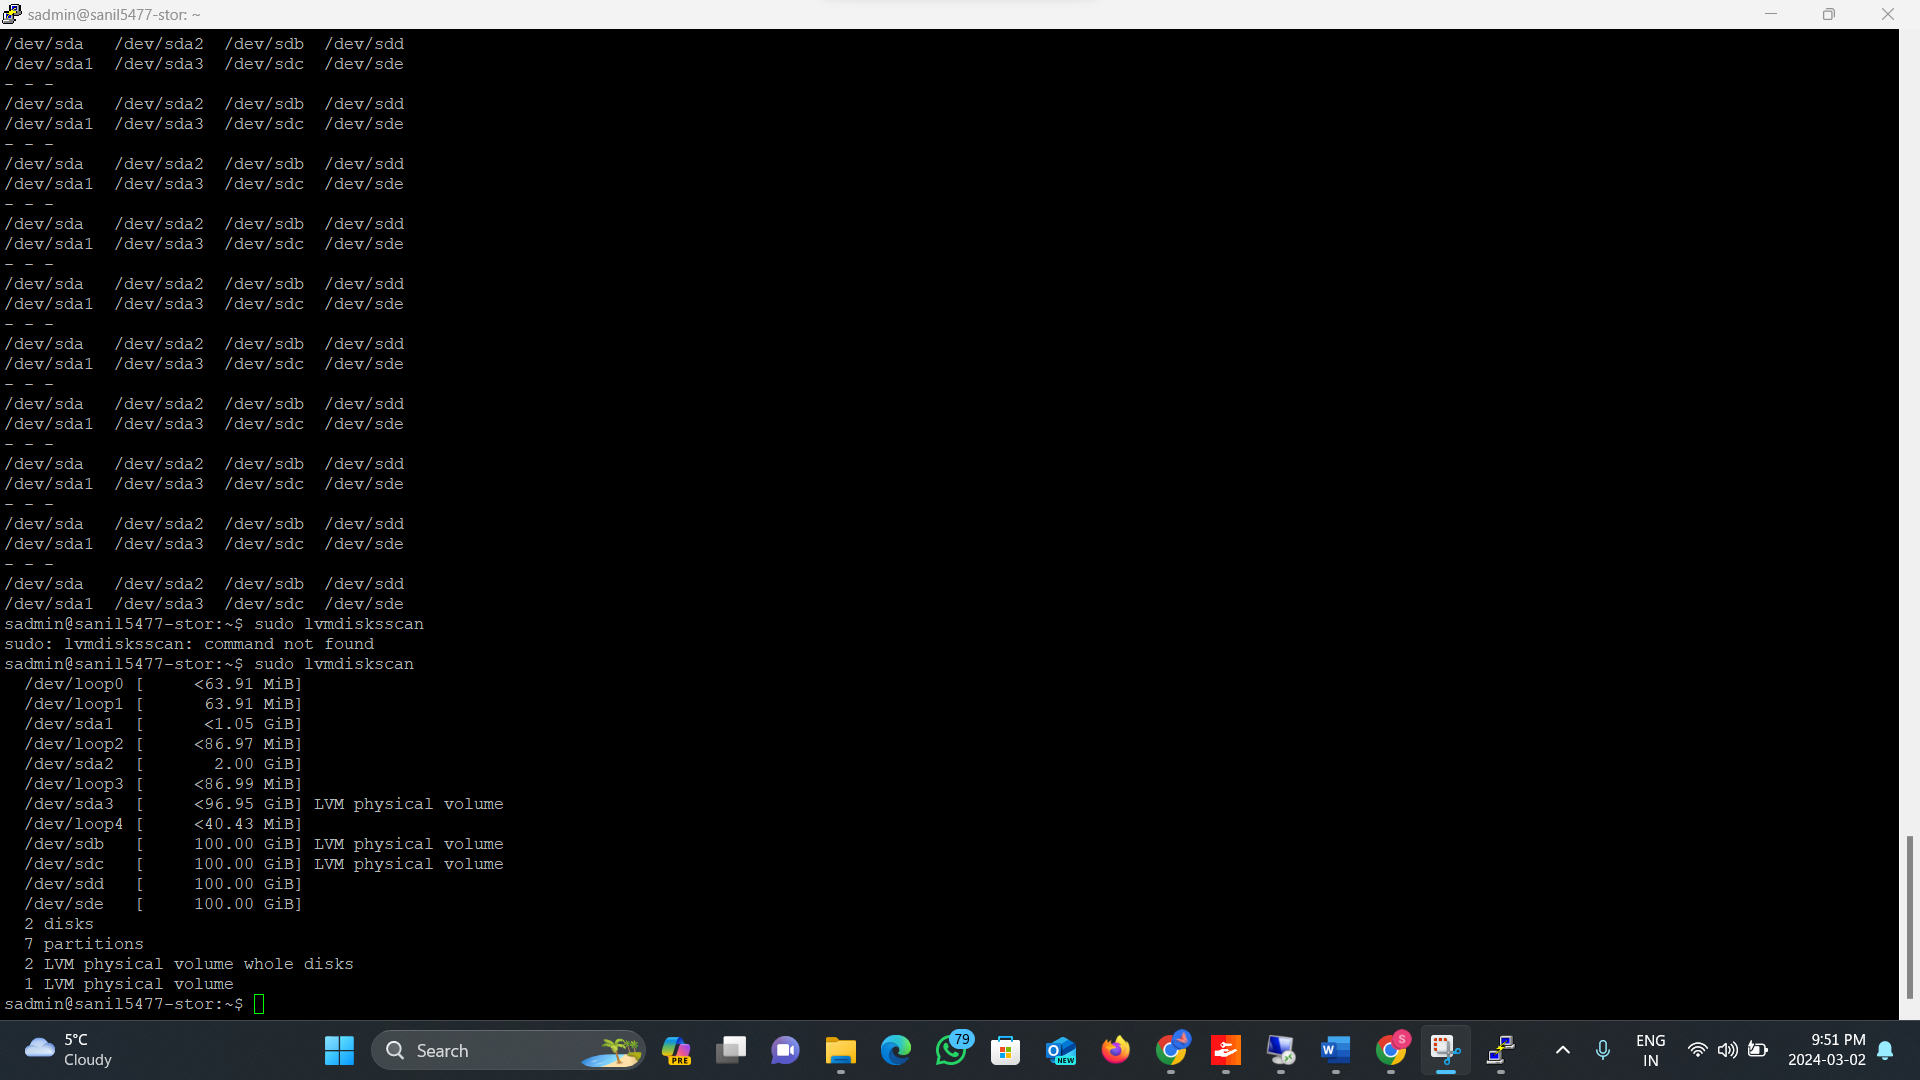 sadmin@sanil5477-stor: ~
/dev/sda   /dev/sda2  /dev/sdb  /dev/sdd
/dev/sda1  /dev/sda3  /dev/sdc  /dev/sde
- - -
/dev/sda   /dev/sda2  /dev/sdb  /dev/sdd
/dev/sda1  /dev/sda3  /dev/sdc  /dev/sde
- - -
/dev/sda   /dev/sda2  /dev/sdb  /dev/sdd
/dev/sda1  /dev/sda3  /dev/sdc  /dev/sde
- - -
/dev/sda   /dev/sda2  /dev/sdb  /dev/sdd
/dev/sda1  /dev/sda3  /dev/sdc  /dev/sde
- - -
/dev/sda   /dev/sda2  /dev/sdb  /dev/sdd
/dev/sda1  /dev/sda3  /dev/sdc  /dev/sde
- - -
/dev/sda   /dev/sda2  /dev/sdb  /dev/sdd
/dev/sda1  /dev/sda3  /dev/sdc  /dev/sde
- - -
/dev/sda   /dev/sda2  /dev/sdb  /dev/sdd
/dev/sda1  /dev/sda3  /dev/sdc  /dev/sde
- - -
/dev/sda   /dev/sda2  /dev/sdb  /dev/sdd
/dev/sda1  /dev/sda3  /dev/sdc  /dev/sde
- - -
/dev/sda   /dev/sda2  /dev/sdb  /dev/sdd
/dev/sda1  /dev/sda3  /dev/sdc  /dev/sde
- - -
/dev/sda   /dev/sda2  /dev/sdb  /dev/sdd
/dev/sda1  /dev/sda3  /dev/sdc  /dev/sde
sadmin@sanil5477-stor:~$ sudo lvmdisksscan
sudo: lvmdisksscan: command not found
sadmin@sanil5477-stor:~$ sudo lvmdiskscan
  /dev/loop0 [     <63.91 MiB]
  /dev/loop1 [      63.91 MiB]
  /dev/sda1  [      <1.05 GiB]
  /dev/loop2 [     <86.97 MiB]
  /dev/sda2  [       2.00 GiB]
  /dev/loop3 [     <86.99 MiB]
  /dev/sda3  [     <96.95 GiB] LVM physical volume
  /dev/loop4 [     <40.43 MiB]
  /dev/sdb   [     100.00 GiB] LVM physical volume
  /dev/sdc   [     100.00 GiB] LVM physical volume
  /dev/sdd   [     100.00 GiB]
  /dev/sde   [     100.00 GiB]
  2 disks
  7 partitions
  2 LVM physical volume whole disks
  1 LVM physical volume
sadmin@sanil5477-stor:~$
5°C
Cloudy
Search
PRE
79
NEW
S
ENG
IN
9:51 PM
2024-03-02